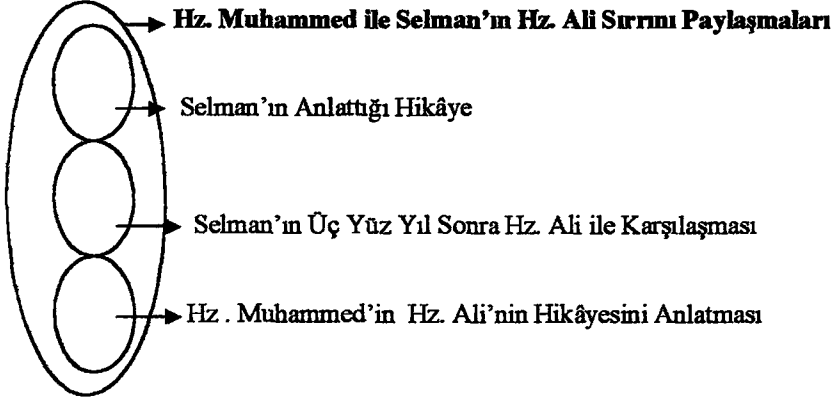 Hz. Muhammed ile Selman’ın Hz. Ali Sırrını Paylaşmaları
Selman’ın Anlattığı Hikâye
Selman’ın Üç Yüz Yıl Sonra Hz. Ali ile Karşılaşması
Hz . Muhammed’in Hz. Ali’nin Hikâyesini Anlatması